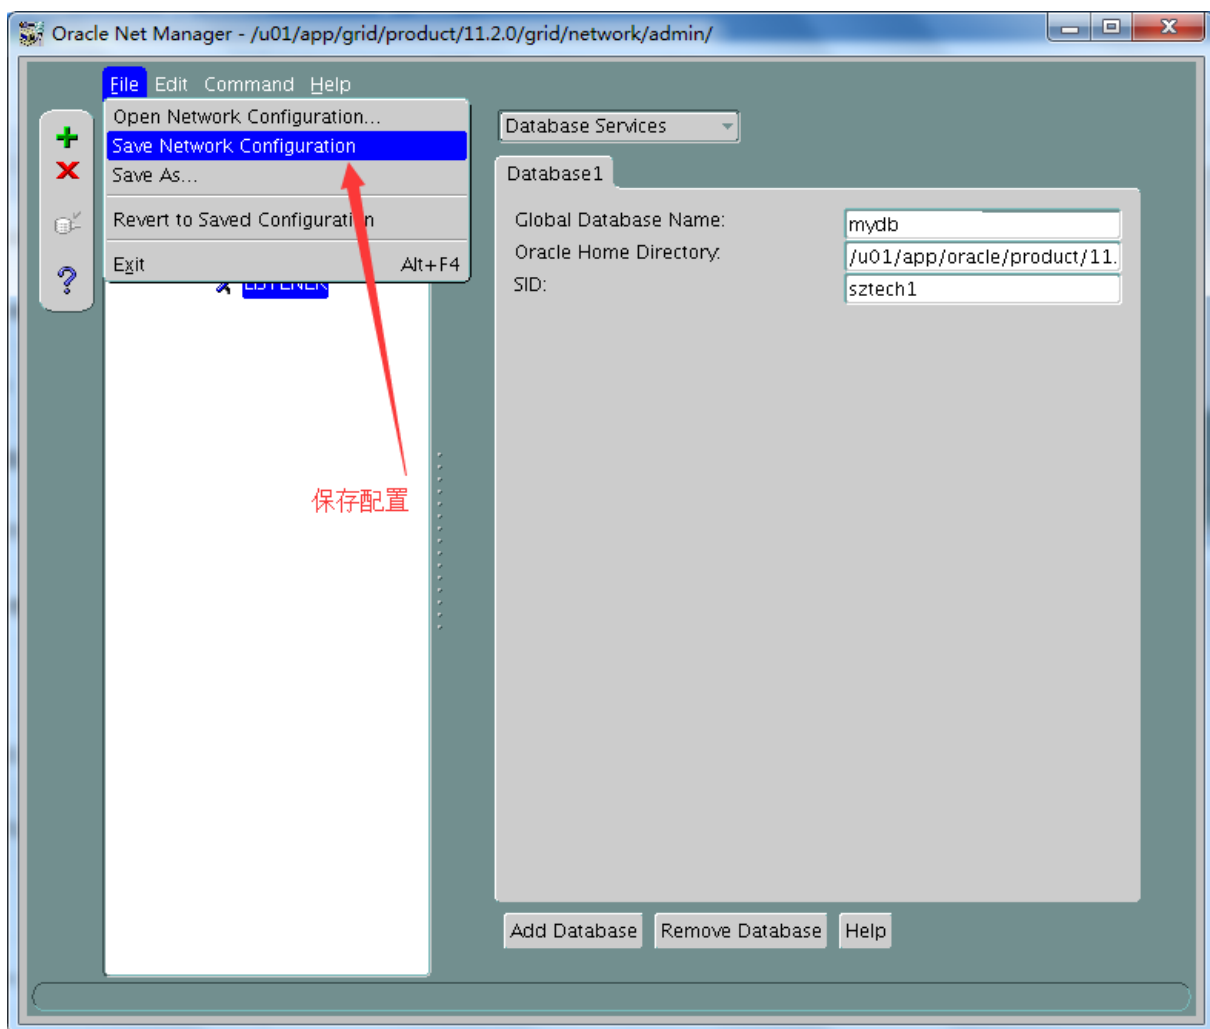 Oracle Net Manager - /u01/app/grid/product/11.2.0/grid/network/admin/
File Edit Command Help
Open Network Configuration...
Save Network Configuration
Save As...
Revert to Saved Configuration
Exit Alt+F4
LISTENER
保存配置
Database Services
Database1
Global Database Name: mydb
Oracle Home Directory: /u01/app/oracle/product/11.
SID: sztech1
Add Database Remove Database Help